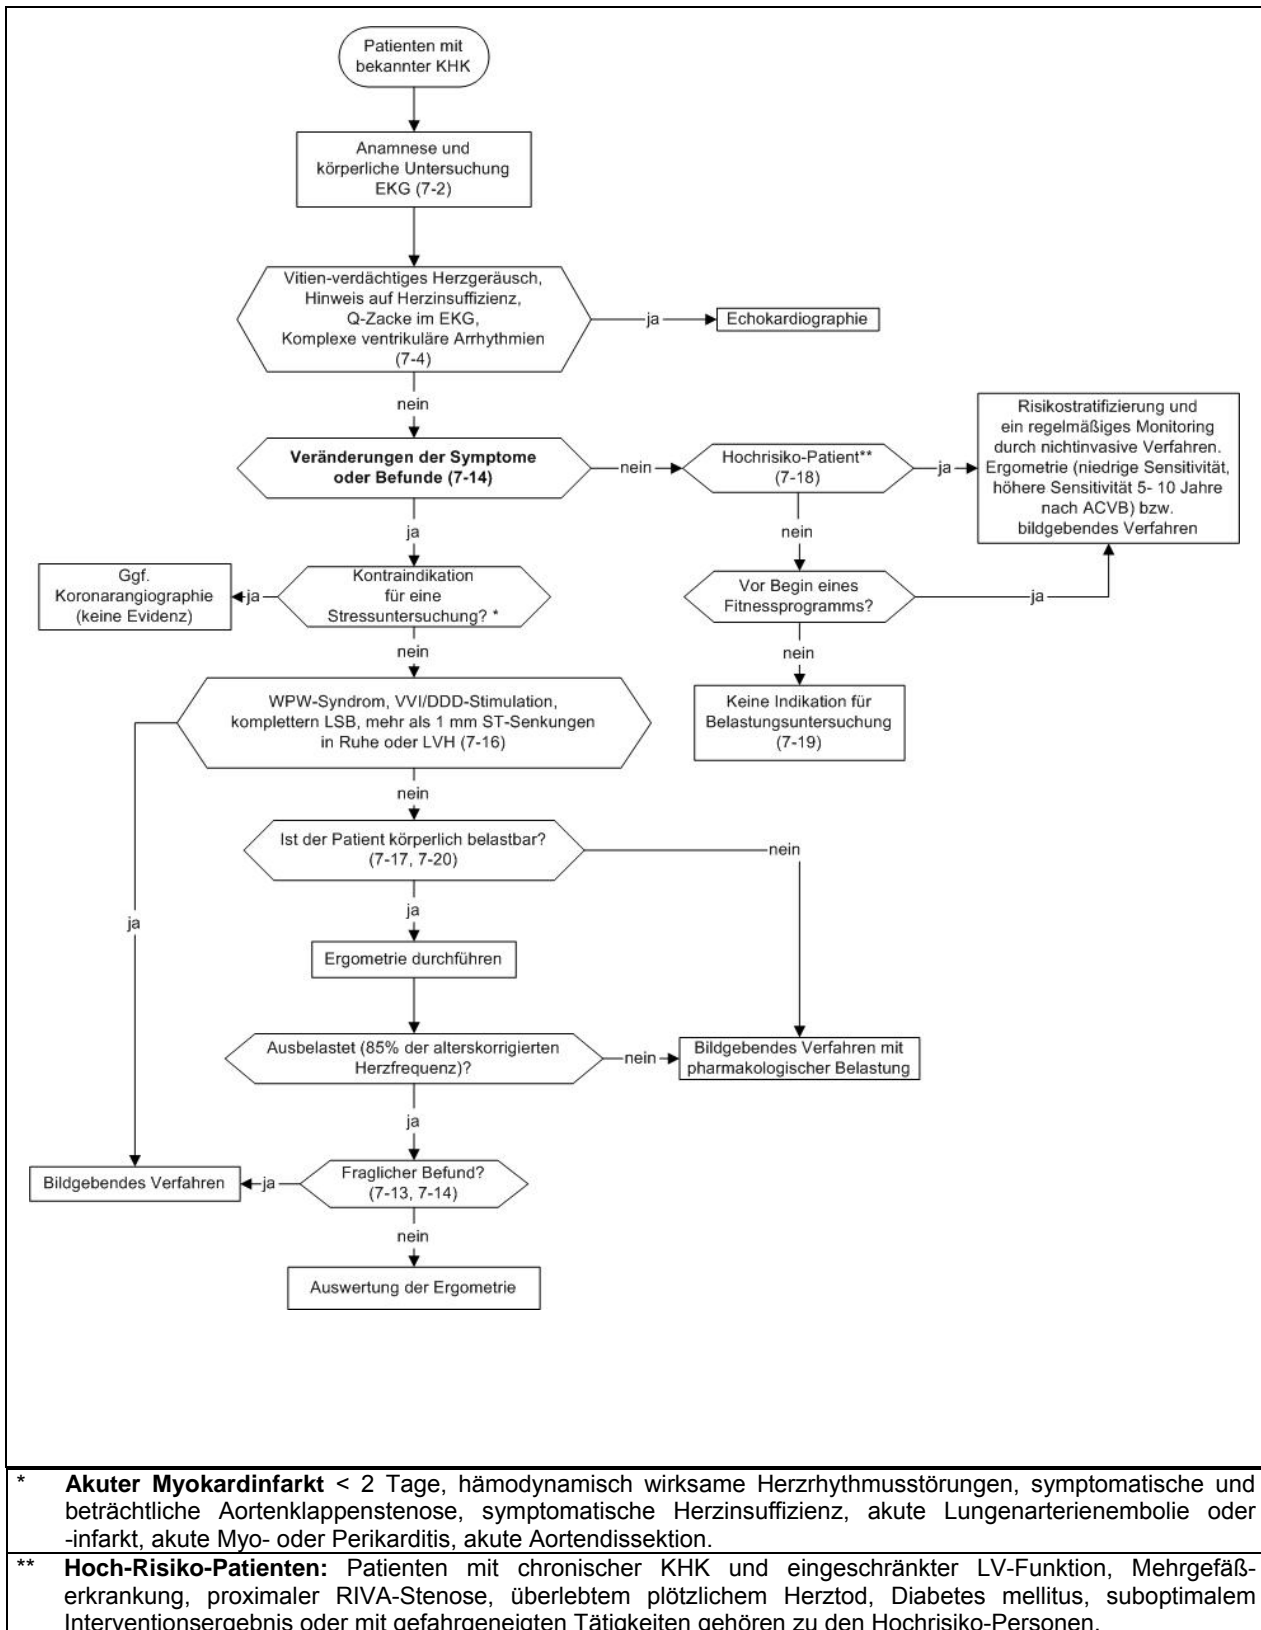 Patienten mit
bekannter KHK
Anamnese und
körperliche Untersuchung
EKG (7-2)
Vitien-verdächtiges Herzgeräusch,
Hinweis auf Herzinsuffizienz,
Q-Zacke im EKG,
Komplexe ventrikuläre Arrhythmien
(7-4)
ja
Echokardiographie
nein
Veränderungen der Symptome
oder Befunde (7-14)
nein
Hochrisiko-Patient**
(7-18)
ja
Risikostratifizierung und
ein regelmäßiges Monitoring
durch nichtinvasive Verfahren.
Ergometrie (niedrige Sensitivität,
höhere Sensitivität 5- 10 Jahre
nach ACVB) bzw.
bildgebendes Verfahren
ja
nein
Ggf.
Koronarangiographie
(keine Evidenz)
ja
Kontraindikation
für eine
Stressuntersuchung? *
Vor Begin eines
Fitnessprogramms?
ja
nein
nein
WPW-Syndrom, VVI/DDD-Stimulation,
komplettern LSB, mehr als 1 mm ST-Senkungen
in Ruhe oder LVH (7-16)
Keine Indikation für
Belastungsuntersuchung
(7-19)
nein
Ist der Patient körperlich belastbar?
(7-17, 7-20)
nein
ja
ja
Ergometrie durchführen
Ausbelastet (85% der alterskorrigierten
Herzfrequenz)?
nein
Bildgebendes Verfahren mit
pharmakologischer Belastung
ja
Bildgebendes Verfahren
ja
Fraglicher Befund?
(7-13, 7-14)
nein
Auswertung der Ergometrie
* Akuter Myokardinfarkt < 2 Tage, hämodynamisch wirksame Herzrhythmusstörungen, symptomatische und
beträchtliche Aortenklappenstenose, symptomatische Herzinsuffizienz, akute Lungenarterienembolie oder
-infarkt, akute Myo- oder Perikarditis, akute Aortendissektion.
** Hoch-Risiko-Patienten: Patienten mit chronischer KHK und eingeschränkter LV-Funktion, Mehrgefäß-
erkrankung, proximaler RIVA-Stenose, überlebtem plötzlichem Herztod, Diabetes mellitus, suboptimalem
Interventionsergebnis oder mit gefahrgeneigten Tätigkeiten gehören zu den Hochrisiko-Personen.